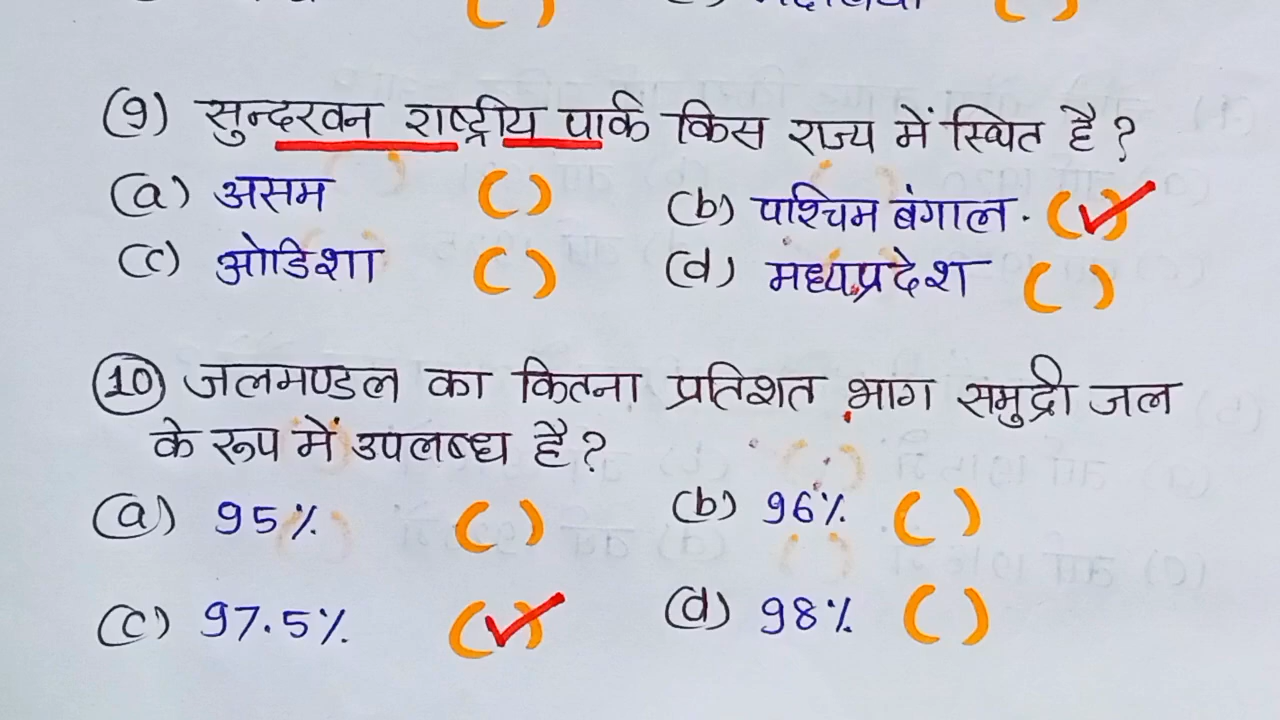 (9) सुन्दरवन राष्ट्रीय पार्क किस राज्य में स्थित है?
(a) असम ( ) (b) पश्चिम बंगाल. (✓)
(c) ओडिशा ( ) (d) मध्यप्रदेश ( )
(10) जलमण्डल का कितना प्रतिशत भाग समुद्री जल
के रूप में उपलब्ध है?
(a) 95% ( ) (b) 96% ( )
(c) 97.5% (✓) (d) 98% ( )